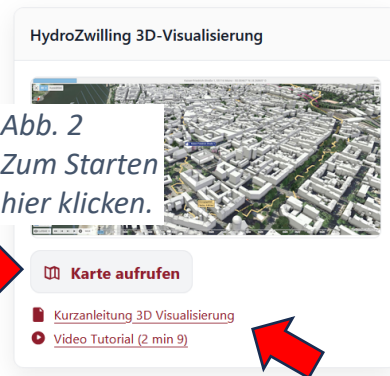 HydroZwilling 3D-Visualisierung
Abb. 2
Zum Starten
hier klicken.
Karte aufrufen
Kurzanleitung 3D Visualisierung
Video Tutorial (2 min 9)